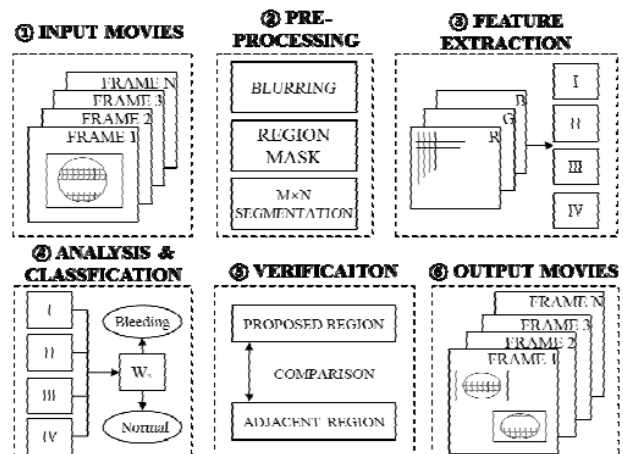 ① INPUT MOVIES
FRAME N
FRAME 3
FRAME 2
FRAME 1
② PRE-
PROCESSING
BLURRING
REGION
MASK
M×N
SEGMENTATION
③ FEATURE
EXTRACTION
B
G
R
I
II
III
IV
④ ANALYSIS &
CLASSFICATION
I
II
III
IV
Bleeding
Normal
⑤ VERIFICAITON
PROPOSED REGION
COMPARISON
ADJACENT REGION
⑥ OUTPUT MOVIES
FRAME N
FRAME 3
FRAME 2
FRAME 1